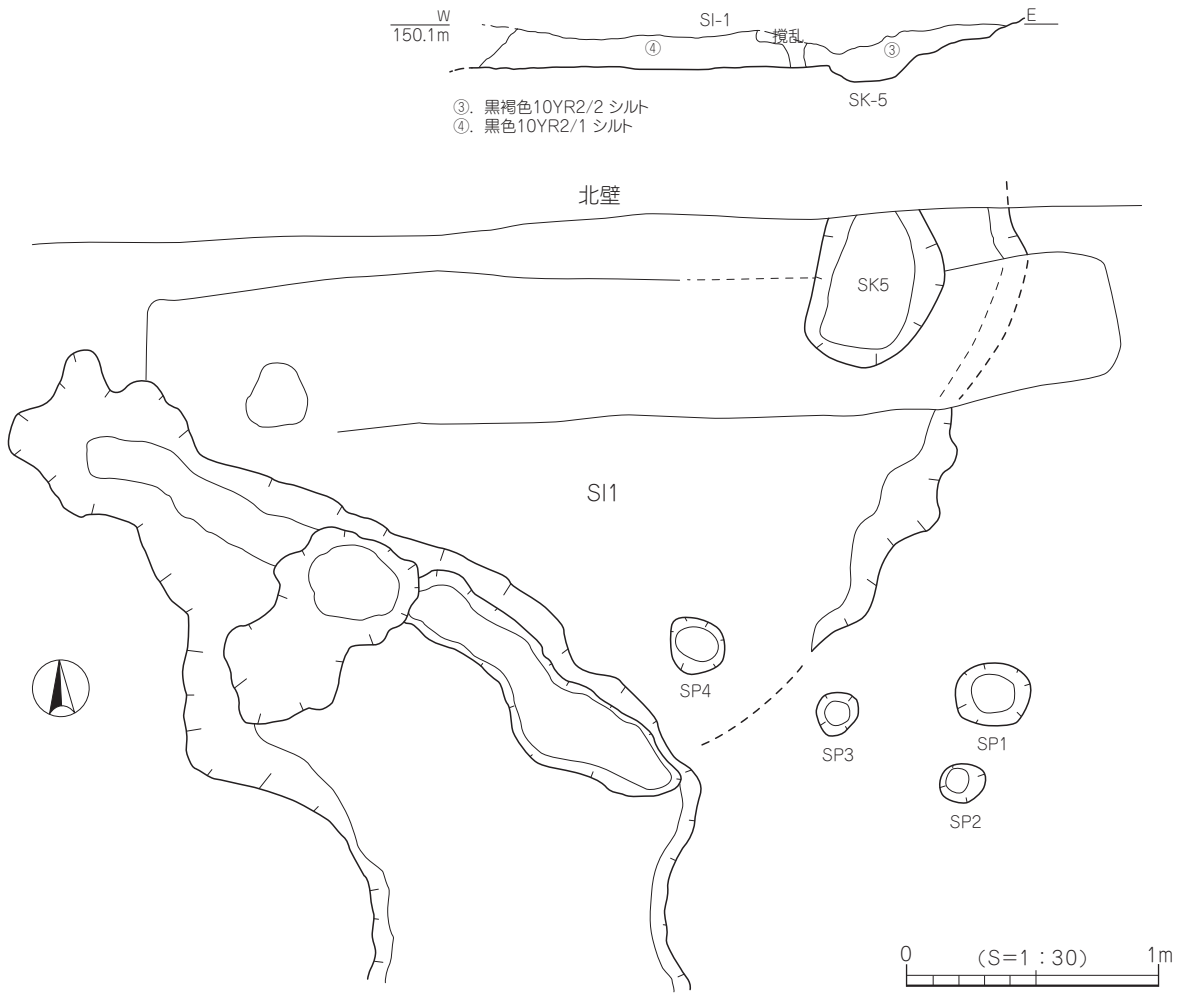 W
150.1m
SI-1
撹乱
E
④
③
SK-5
③. 黒褐色10YR2/2 シルト
④. 黒色10YR2/1 シルト
北壁
SK5
SI1
SP4
SP3
SP1
SP2
0 (S=1：30) 1m